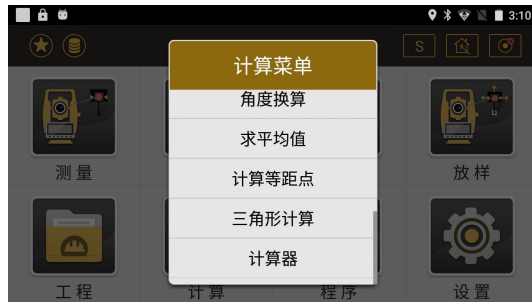 3:10
S
计算菜单
角度换算
求平均值
计算等距点
三角形计算
计算器
测量
放样
工程
计算
程序
设置